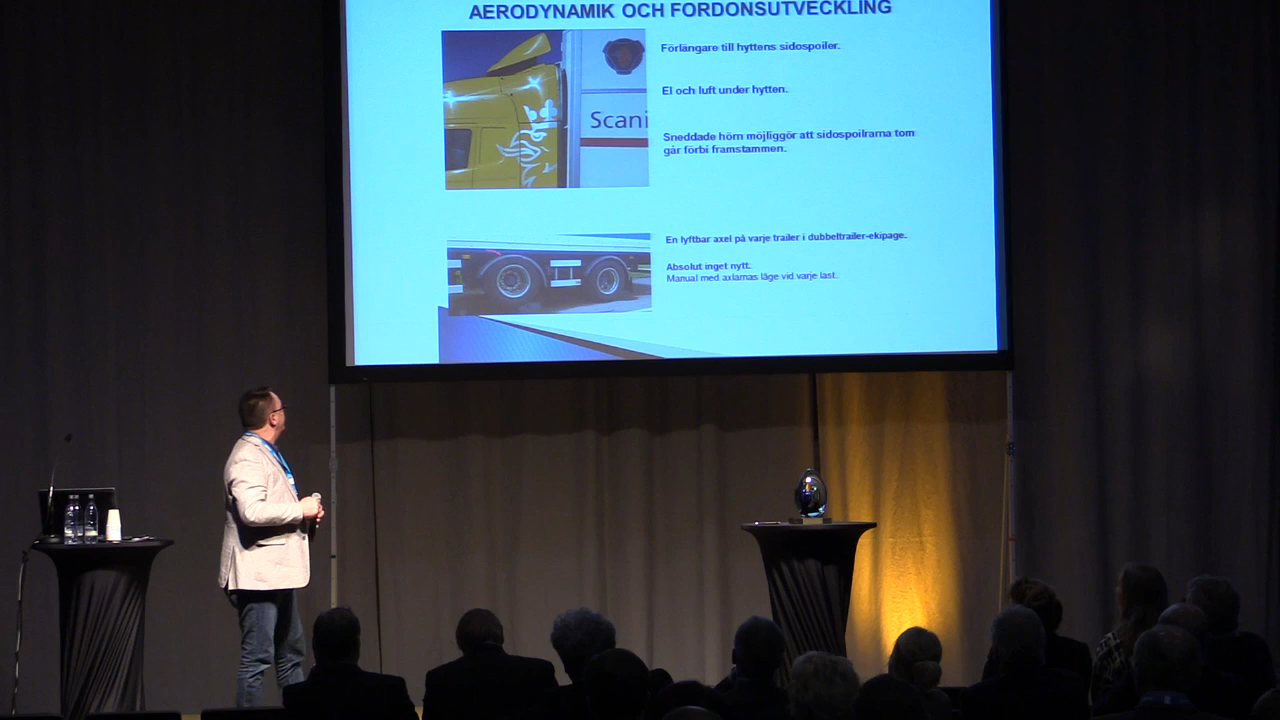 AERODYNAMIK OCH FORDONSUTVECKLING
Förlängare till hyttens sidospoiler.
El och luft under hytten.
Scani
Sneddade hörn möjliggör att sidospoilrarna tom
går förbi framstammen.
En lyftbar axel på varje trailer i dubbeltrailer-ekipage.
Absolut inget nytt.
Manual med axlarnas läge vid varje last.